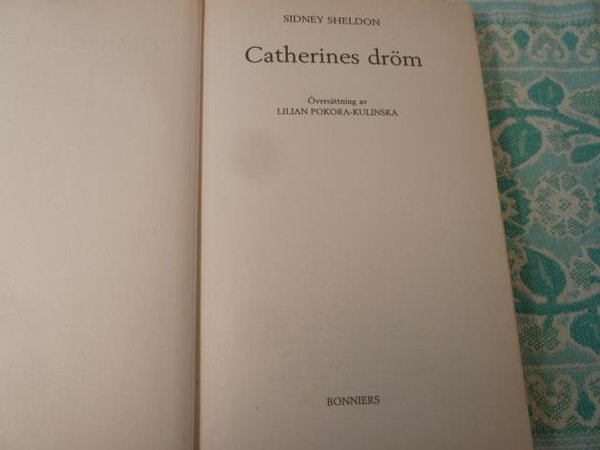 SIDNEY SHELDON
Catherines dröm
Översättning av
LILIAN POKORA-KULINSKA
BONNIERS